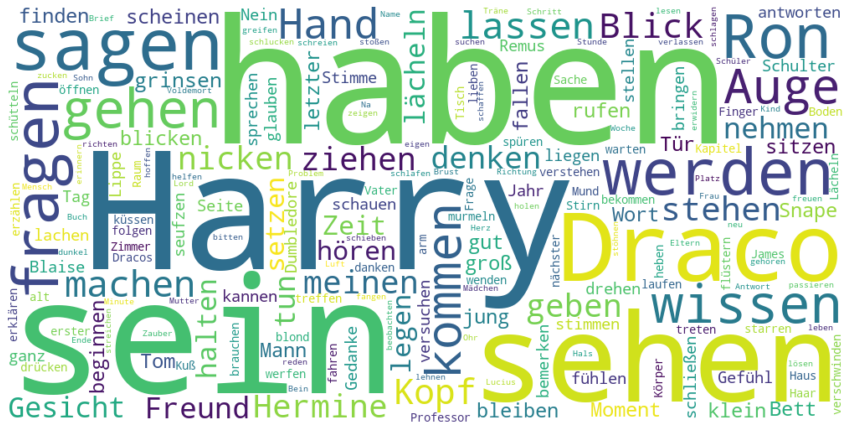 haben
Harry
sein
sehen
Draco
werden
sagen
fragen
kommen
wissen
gehen
Ron
Auge
Blick
Hand
lassen
nehmen
stehen
machen
Kopf
Gesicht
Freund
Hermine
denken
ziehen
nicken
meinen
geben
lächeln
hören
setzen
halten
tun
legen
Zeit
finden
scheinen
grinsen
Nein
öffnen
blicken
sprechen
glauben
letzter
Stimme
Remus
Tisch
Sache
fallen
rufen
stellen
bringen
Schulter
antworten
Finger
Kind
Boden
sitzen
Tür
Kapitel
schütteln
zucken
Sohn
Voldemort
Brief
greifen
Träne
schlucken
schreien
Schritt
stoßen
Name
Na
zeigen
suchen
Stunde
lieben
schaffen
lesen
verlassen
schlagen
Schüler
erwidern
Woche
spüren
eigen
warten
liegen
verstehen
richten
hoffen
erinnern
Mensch
erzählen
Tag
Lippe
Raum
helfen
Lord
Problem
schlafen
Brust
Richtung
Vater
Frage
Jahr
schauen
Mund
Stirn
bekommen
Platz
Frau
freuen
Lächeln
Wort
Snape
küssen
folgen
Seite
Buch
lachen
seufzen
bitten
Dumbledore
schieben
arm
murmeln
Herz
holen
gut
groß
nächster
Mädchen
wenden
danken
Luft
Zimmer
dunkel
Dracos
Blaise
erklären
alt
Minute
Mutter
kannen
treffen
fangen
versuchen
beobachten
jung
drehen
laufen
heben
flüstern
Eltern
James
neu
gehören
Antwort
passieren
erster
Ende
streichen
Zauber
beginnen
ganz
drücken
Tom
Kuß
blond
werfen
brauchen
Mann
reden
Bein
Gedanke
fahren
Ohr
lehnen
Lucius
stimmen
bemerken
Hals
treten
starren
leben
fühlen
Körper
schließen
Gefühl
Haus
Haar
lösen
verschwinden
Professor
bleiben
Moment
klein
Bett